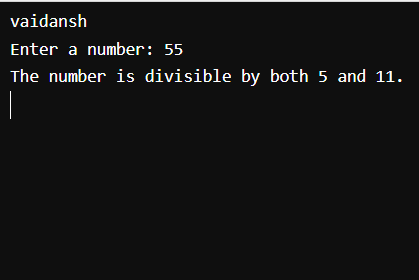 vaidansh
Enter a number: 55
The number is divisible by both 5 and 11.